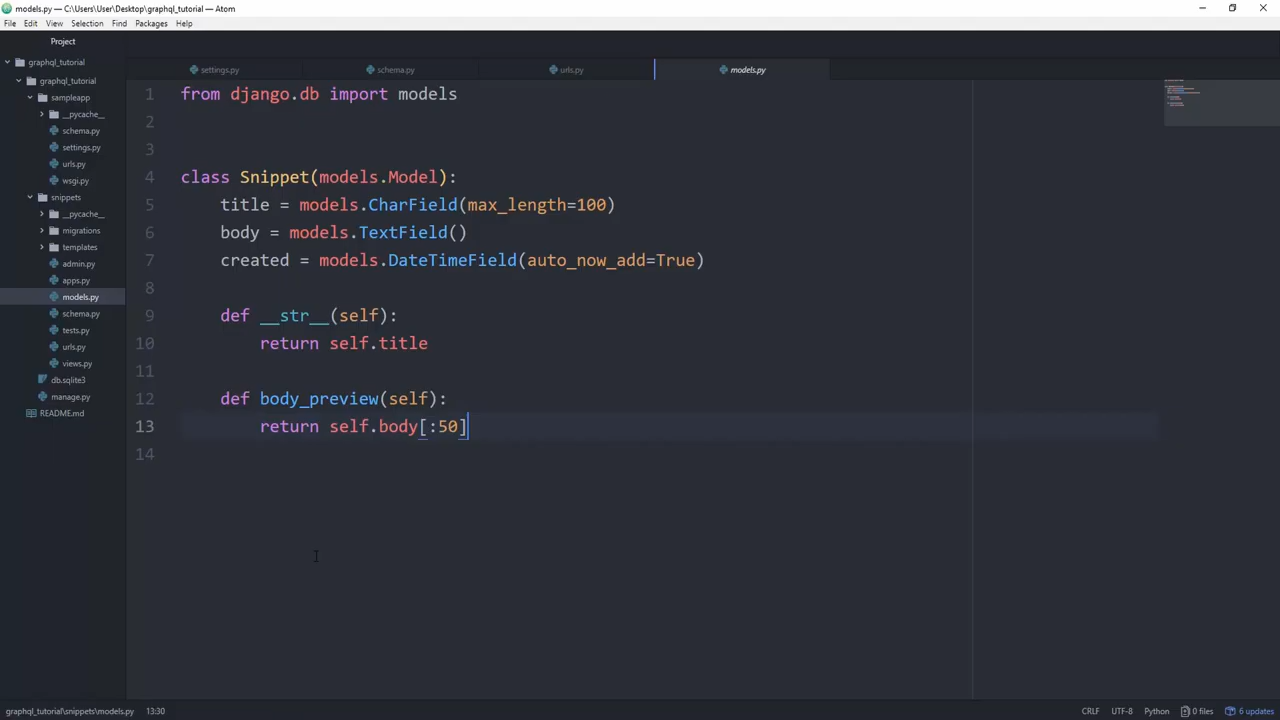 models.py — C:\Users\User\Desktop\graphql_tutorial — Atom
File Edit View Selection Find Packages Help
Project
graphql_tutorial
graphql_tutorial
sampleapp
__pycache__
schema.py
settings.py
urls.py
wsgi.py
snippets
__pycache__
migrations
templates
admin.py
apps.py
models.py
schema.py
tests.py
urls.py
views.py
db.sqlite3
manage.py
README.md
settings.py schema.py urls.py models.py
1 from django.db import models
2
3
4 class Snippet(models.Model):
5 title = models.CharField(max_length=100)
6 body = models.TextField()
7 created = models.DateTimeField(auto_now_add=True)
8
9 def __str__(self):
10 return self.title
11
12 def body_preview(self):
13 return self.body[:50]
14
graphql_tutorial\snippets\models.py 13:30 CRLF UTF-8 Python 0 files 6 updates